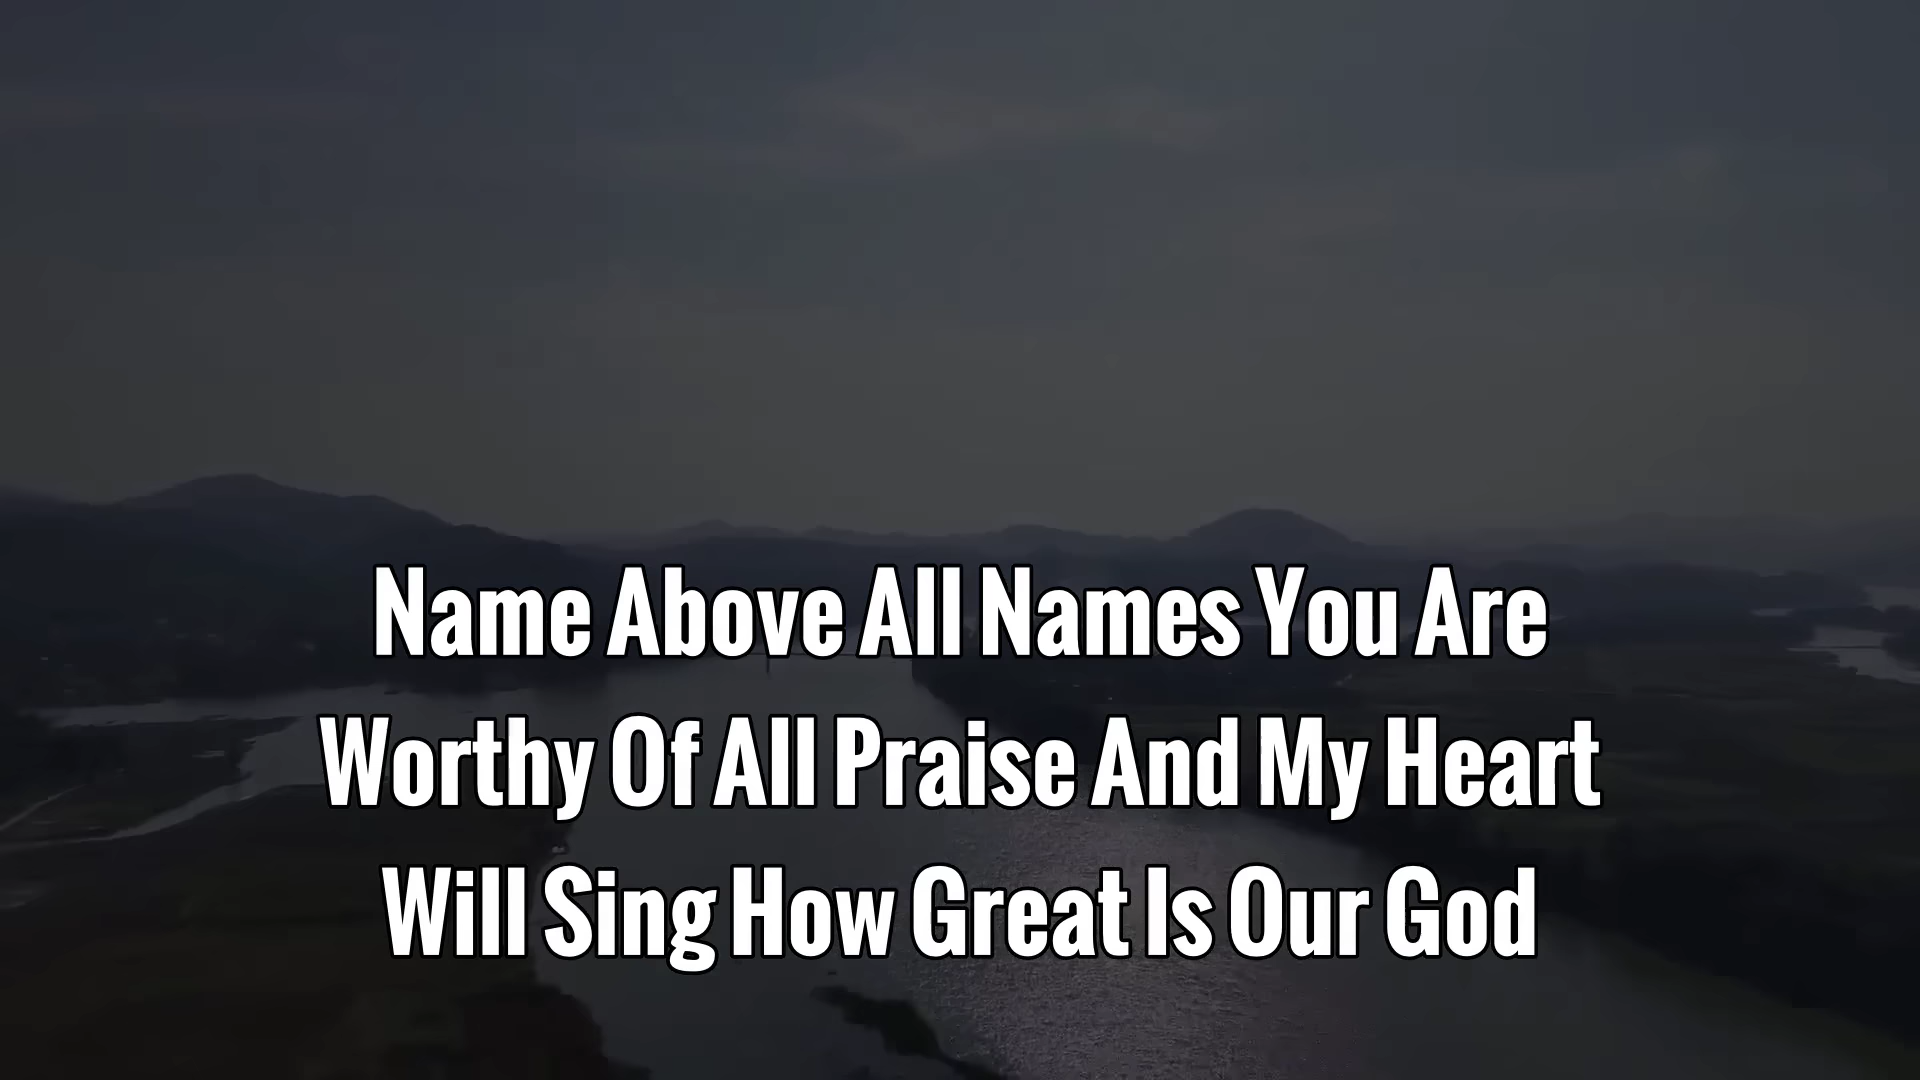 Name Above All Names You Are
Worthy Of All Praise And My Heart
Will Sing How Great Is Our God